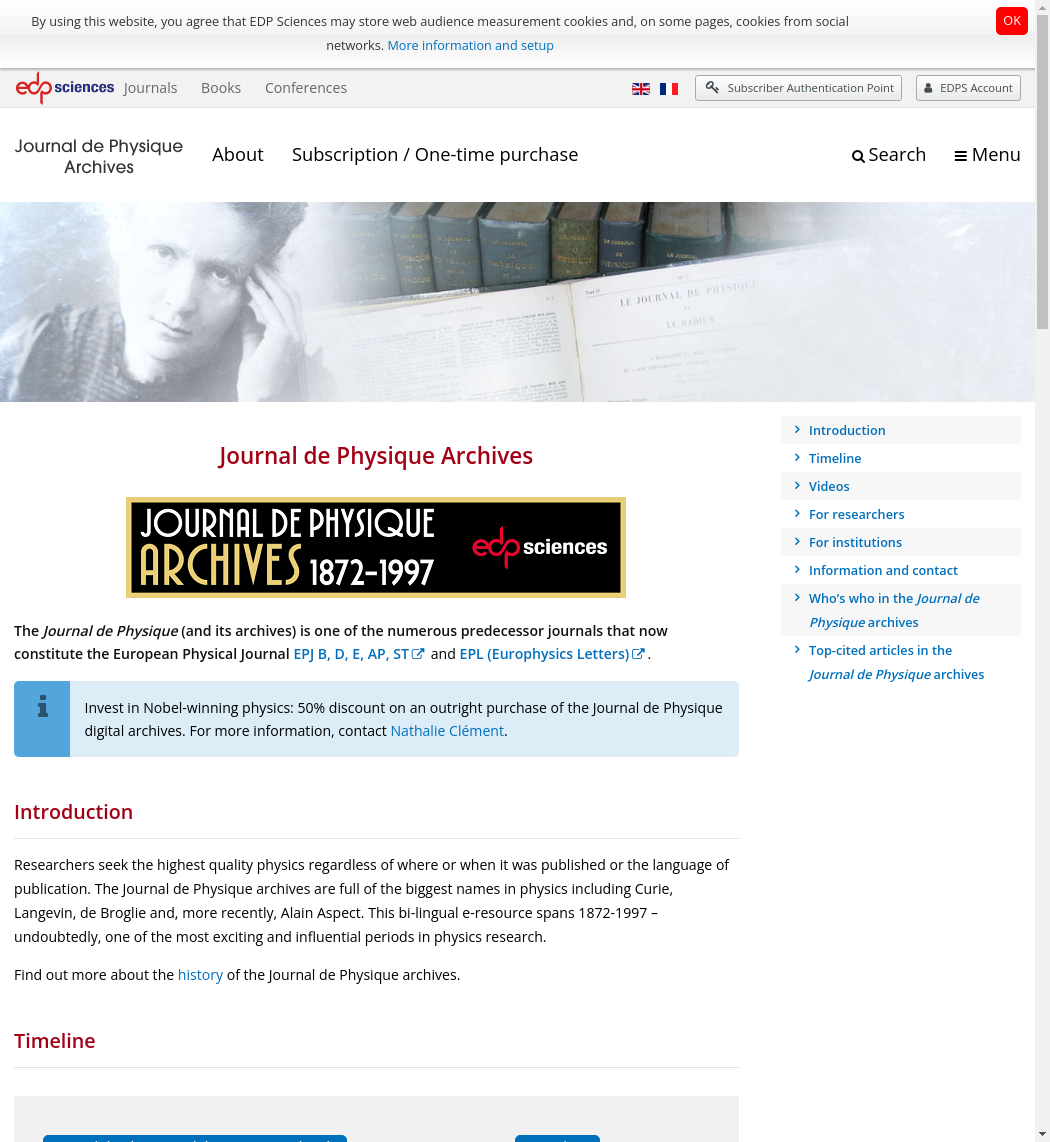 By using this website, you agree that EDP Sciences may store web audience measurement cookies and, on some pages, cookies from social
networks. More information and setup
OK
edp sciences Journals Books Conferences
Subscriber Authentication Point EDPS Account
Journal de Physique
Archives
About Subscription / One-time purchase
Search Menu
LE JOURNAL DE PHYSIQUE
LE RADIUM
Journal de Physique Archives
JOURNAL DE PHYSIQUE
ARCHIVES 1872-1997
edp sciences
The Journal de Physique (and its archives) is one of the numerous predecessor journals that now
constitute the European Physical Journal EPJ B, D, E, AP, ST and EPL (Europhysics Letters).
Invest in Nobel-winning physics: 50% discount on an outright purchase of the Journal de Physique
digital archives. For more information, contact Nathalie Clément.
Introduction
Researchers seek the highest quality physics regardless of where or when it was published or the language of
publication. The Journal de Physique archives are full of the biggest names in physics including Curie,
Langevin, de Broglie and, more recently, Alain Aspect. This bi-lingual e-resource spans 1872-1997 –
undoubtedly, one of the most exciting and influential periods in physics research.
Find out more about the history of the Journal de Physique archives.
Timeline
Introduction
Timeline
Videos
For researchers
For institutions
Information and contact
Who’s who in the Journal de
Physique archives
Top-cited articles in the
Journal de Physique archives